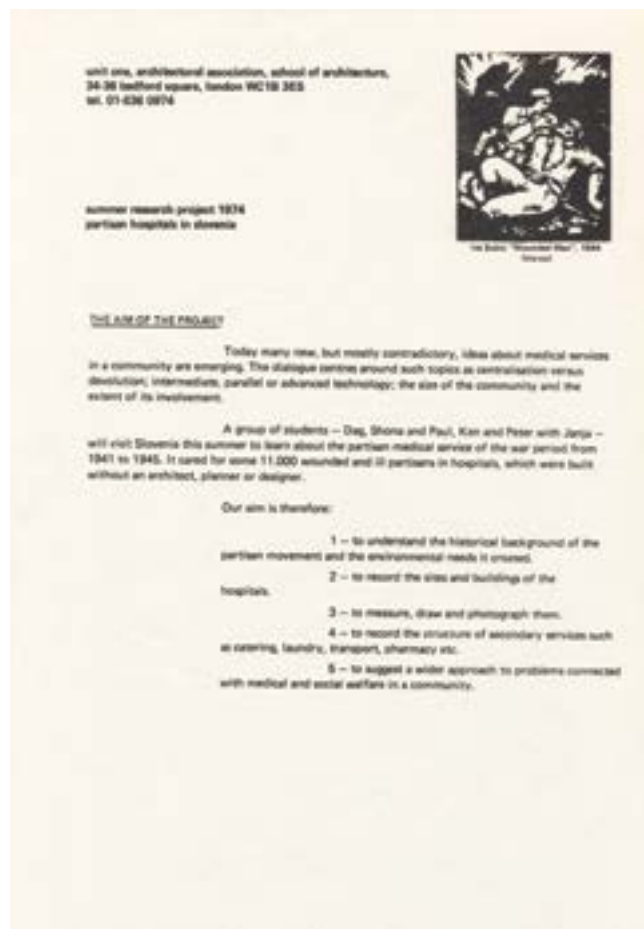 unit one, architectural association, school of architecture,
34-36 bedford square, london WC1B 3ES
tel. 01-636 0974
summer research project 1974
partisan hospitals in slovenia
"Wounded Man", 1944
THE AIM OF THE PROJECT
Today many new, but mostly contradictory, ideas about medical services
in a community are emerging. The dialogue centres around such topics as centralisation versus
devolution; intermediate, parallel or advanced technology; the size of the community and the
extent of its involvement.
A group of students — Dag, Shona and Paul, Ken and Peter with Janja —
will visit Slovenia this summer to learn about the partisan medical service of the war period from
1941 to 1945. It cared for some 11.000 wounded and ill partisans in hospitals, which were built
without an architect, planner or designer.
Our aim is therefore:
1 — to understand the historical background of the
partisan movement and the environmental needs it created.
2 — to record the sites and buildings of the
hospitals.
3 — to measure, draw and photograph them.
4 — to record the structure of secondary services such
as catering, laundry, transport, pharmacy etc.
5 — to suggest a wider approach to problems connected
with medical and social welfare in a community.